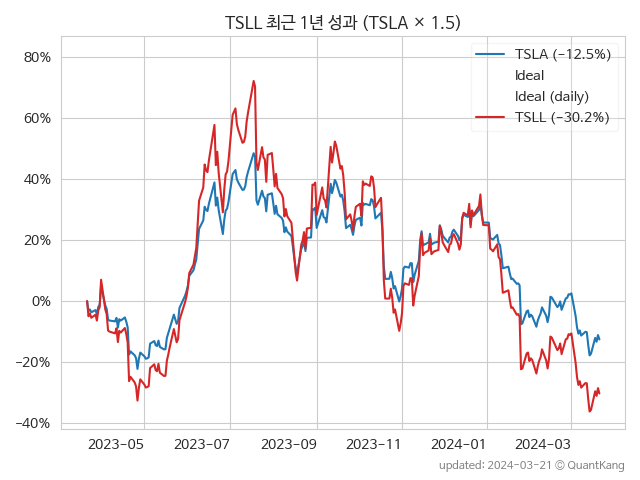 TSLL 최근 1년 성과 (TSLA × 1.5)
80%
60%
40%
20%
0%
−20%
−40%
TSLA (−12.5%)
Ideal
Ideal (daily)
TSLL (−30.2%)
2023−05
2023−07
2023−09
2023−11
2024−01
2024−03
updated: 2024−03−21 © QuantKang